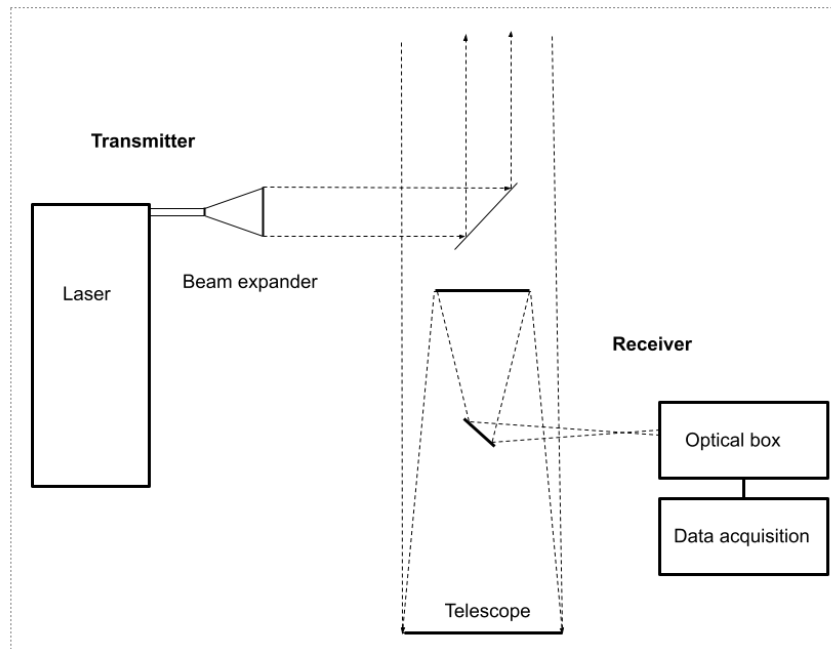 Transmitter
Laser
Beam expander
Receiver
Optical box
Data acquisition
Telescope